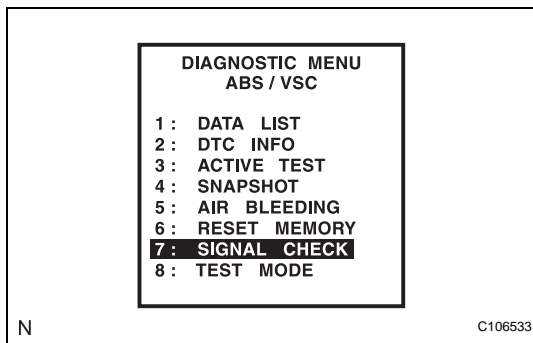 DIAGNOSTIC MENU
ABS / VSC
1 : DATA LIST
2 : DTC INFO
3 : ACTIVE TEST
4 : SNAPSHOT
5 : AIR BLEEDING
6 : RESET MEMORY
7 : SIGNAL CHECK
8 : TEST MODE
N C106533